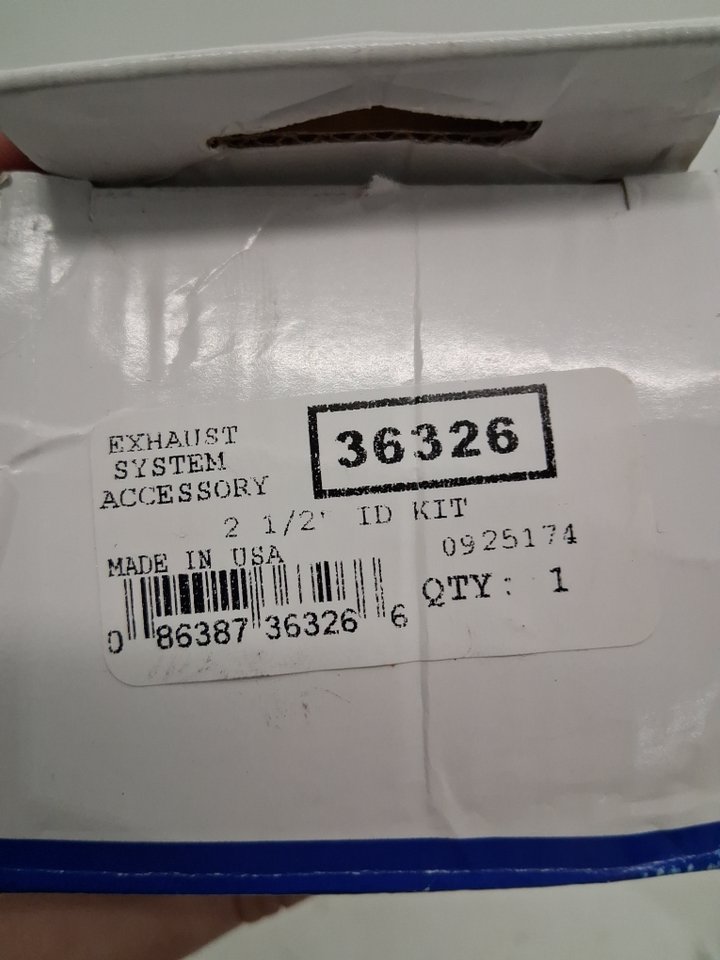 EXHAUST
SYSTEM
ACCESSORY
36326
2 1/2" ID KIT
MADE IN USA
0925174
QTY: 1
0 86387 36326 6